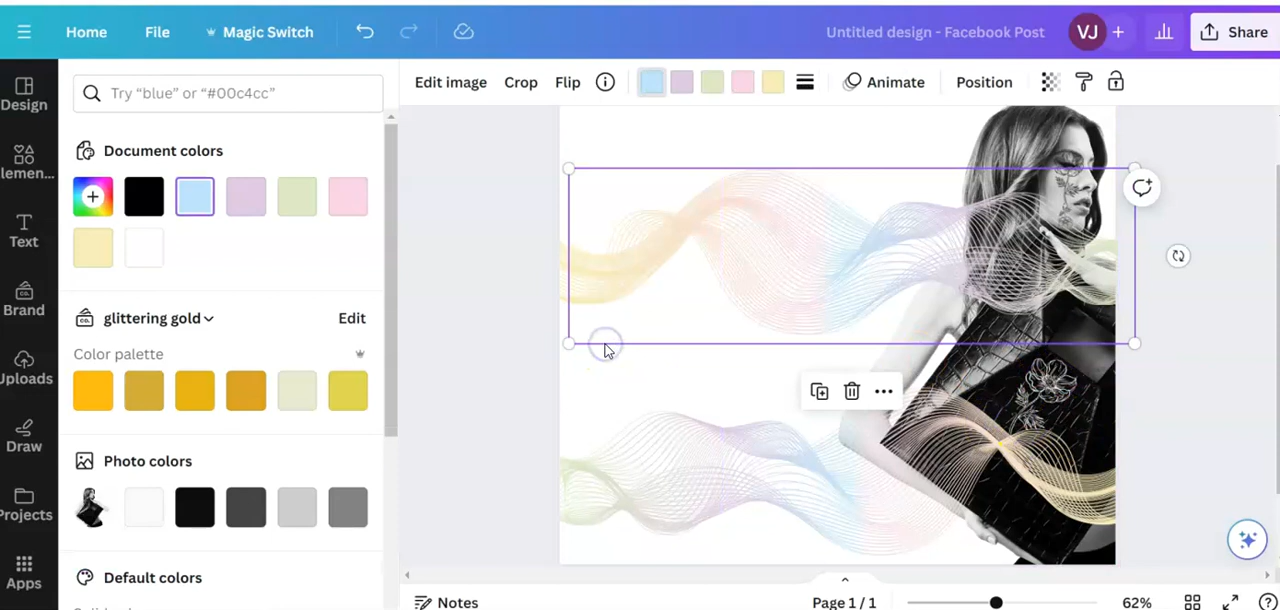 Home File Magic Switch Untitled design - Facebook Post VJ + Share
Design
Elemen...
Text
Brand
Uploads
Draw
Projects
Apps
Try “blue” or “#00c4cc”
Document colors
glittering gold Edit
Color palette
Photo colors
Default colors
Edit image Crop Flip Animate Position
Notes Page 1 / 1 62%